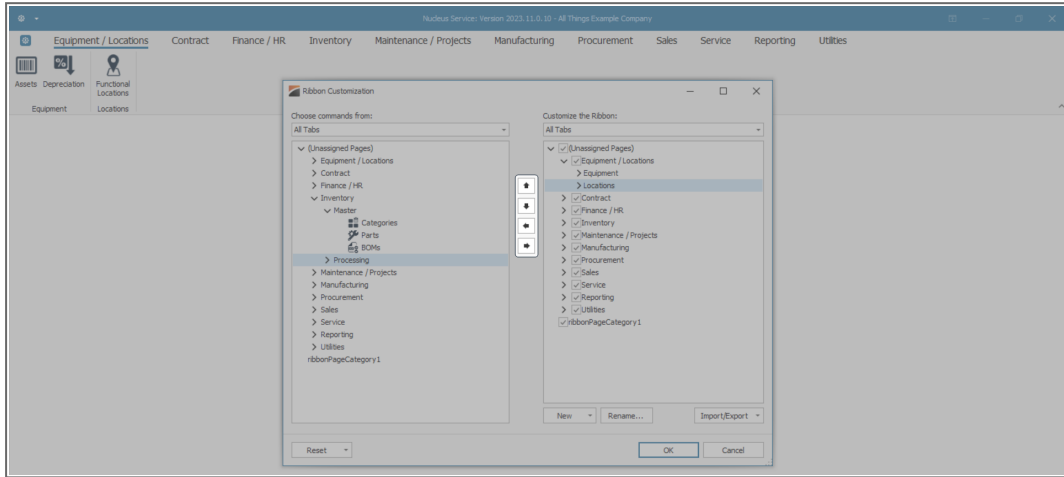 Nucleus Service: Version 2023.11.0.10 - All Things Example Company
Equipment / Locations Contract Finance / HR Inventory Maintenance / Projects Manufacturing Procurement Sales Service Reporting Utilities
Assets Depreciation Functional
Locations
Equipment Locations
Ribbon Customization
Choose commands from: Customize the Ribbon:
All Tabs All Tabs
(Unassigned Pages) (Unassigned Pages)
Equipment / Locations Equipment / Locations
Contract Equipment
Finance / HR Locations
Inventory Contract
Master Finance / HR
Categories Inventory
Parts Maintenance / Projects
BOMs Manufacturing
Processing Procurement
Maintenance / Projects Sales
Manufacturing Service
Procurement Reporting
Sales Utilities
Service ribbonPageCategory1
Reporting
Utilities
ribbonPageCategory1
New Rename... Import/Export
Reset OK Cancel